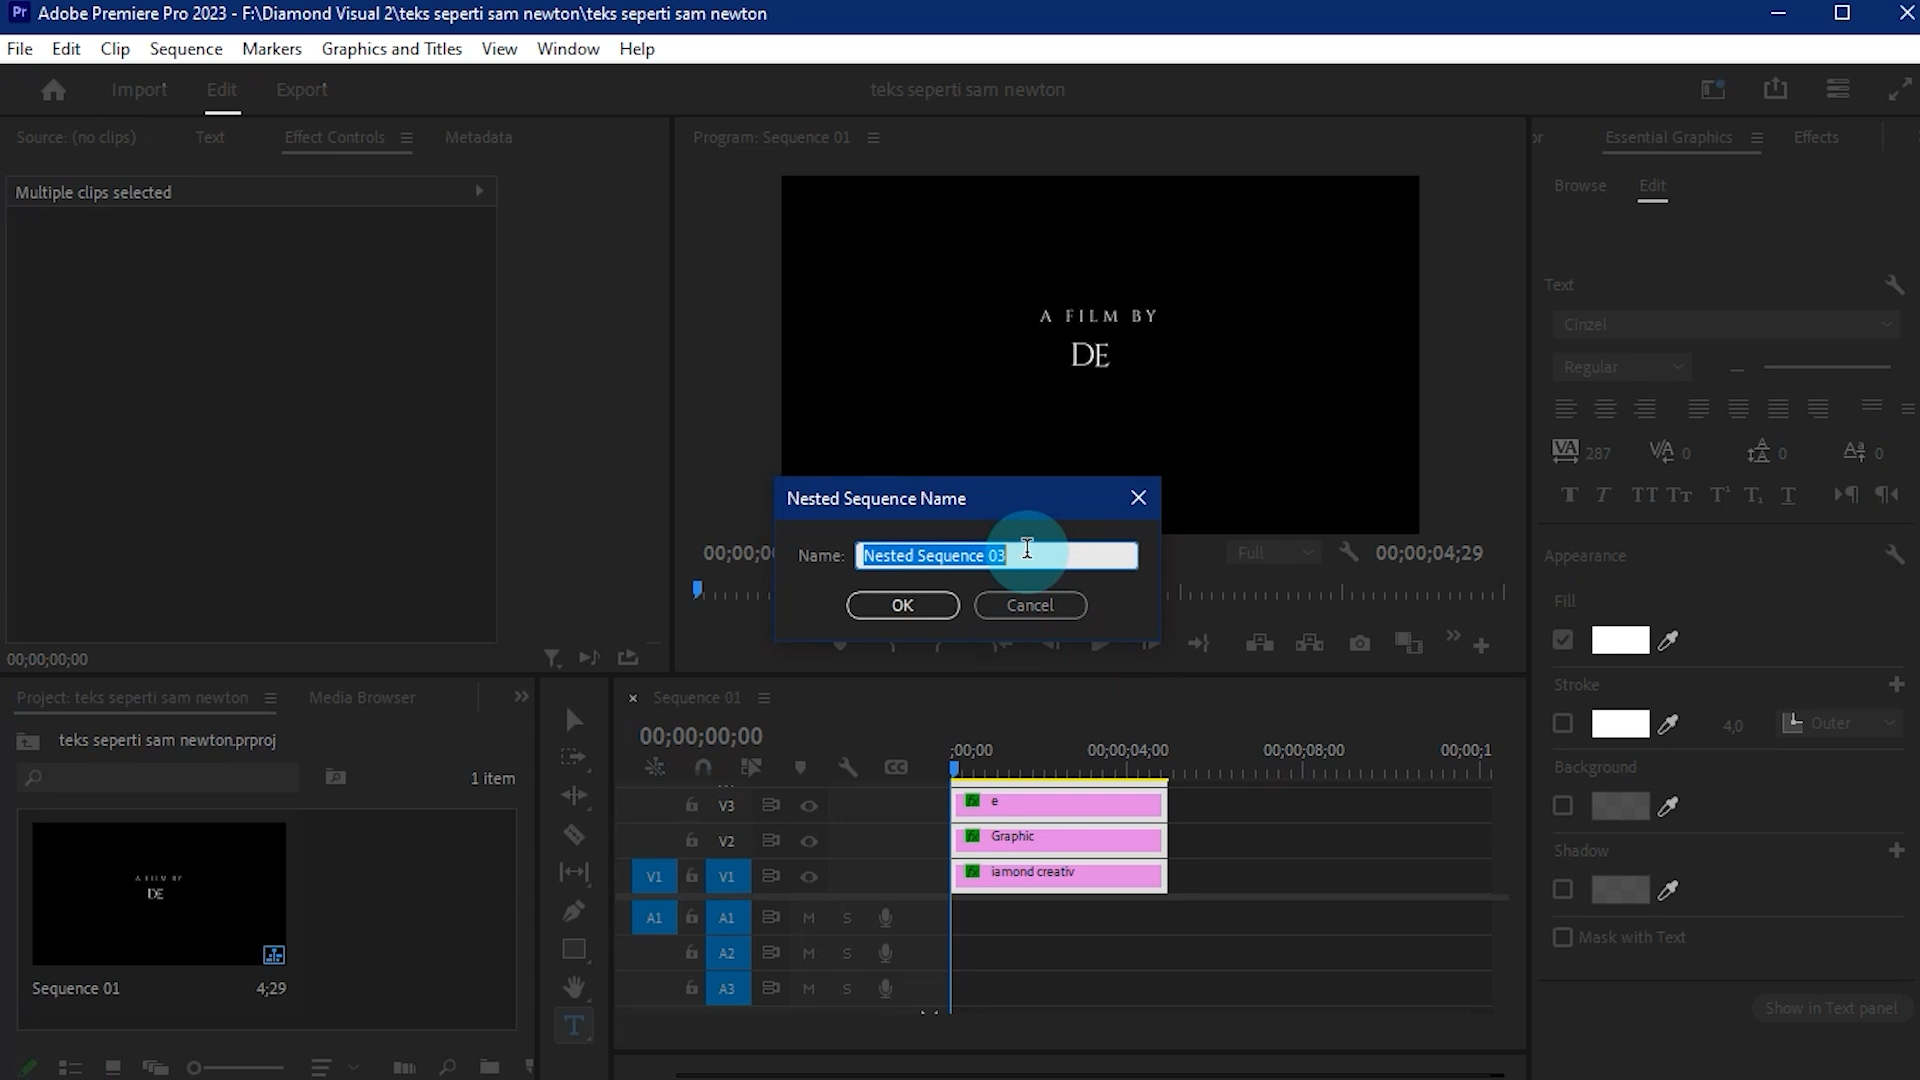 Pr Adobe Premiere Pro 2023 - F:\Diamond Visual 2\teks seperti sam newton\teks seperti sam newton
File Edit Clip Sequence Markers Graphics and Titles View Window Help
Import Edit Export teks seperti sam newton
Source: (no clips) Text Effect Controls Metadata
Program: Sequence 01
Essential Graphics Effects
Multiple clips selected
Browse Edit
A FILM BY
DE
Text
Cinzel
Regular
287 0 0 0
Nested Sequence Name
Name: Nested Sequence 03
OK Cancel
Full 00;00;04;29
Appearance
Fill
Stroke
4,0 Outer
Background
Shadow
Mask with Text
Show in Text panel
00;00;00;00
Project: teks seperti sam newton Media Browser
teks seperti sam newton.prproj
1 item
Sequence 01 4;29
A FILM BY
DE
Sequence 01
00;00;00;00
;00;00 00;00;04;00 00;00;08;00 00;00;1
V3 e
V2 Graphic
V1 V1 iamond creativ
A1 A1 M S
A2 M S
A3 M S